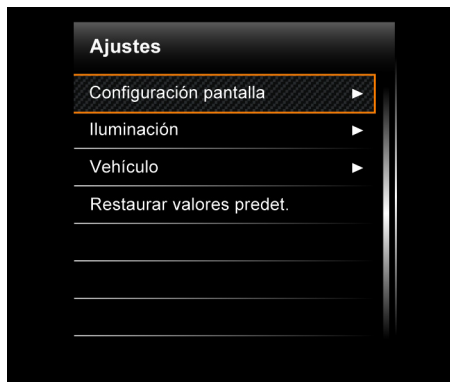 Ajustes
Configuración pantalla
Iluminación
Vehículo
Restaurar valores predet.